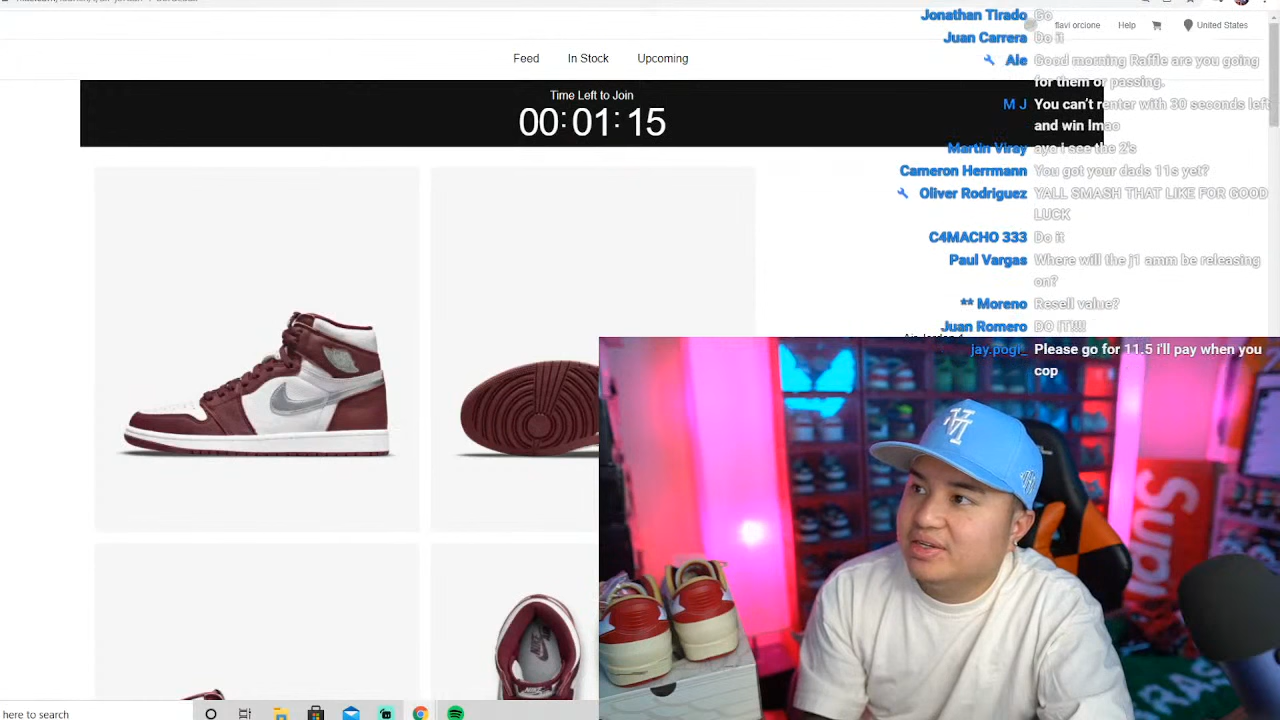 Jonathan Tirado Go
flavi orcione Help United States
Juan Carrera Do it
Feed In Stock Upcoming
Ale Good morning Raffle are you going
for them or passing.
Time Left to Join
00:01:15
M J You can't renter with 30 seconds left
and win lmao
Martin Viray aye i see the 2's
Cameron Herrmann You got your dads 11s yet?
Oliver Rodriguez YALL SMASH THAT LIKE FOR GOOD
LUCK
C4MACHO 333 Do it
Paul Vargas Where will the j1 amm be releasing
on?
** Moreno Resell value?
Juan Romero DO IT!!!!
jay.pogi_ Please go for 11.5 i'll pay when you
cop
Supr
here to search